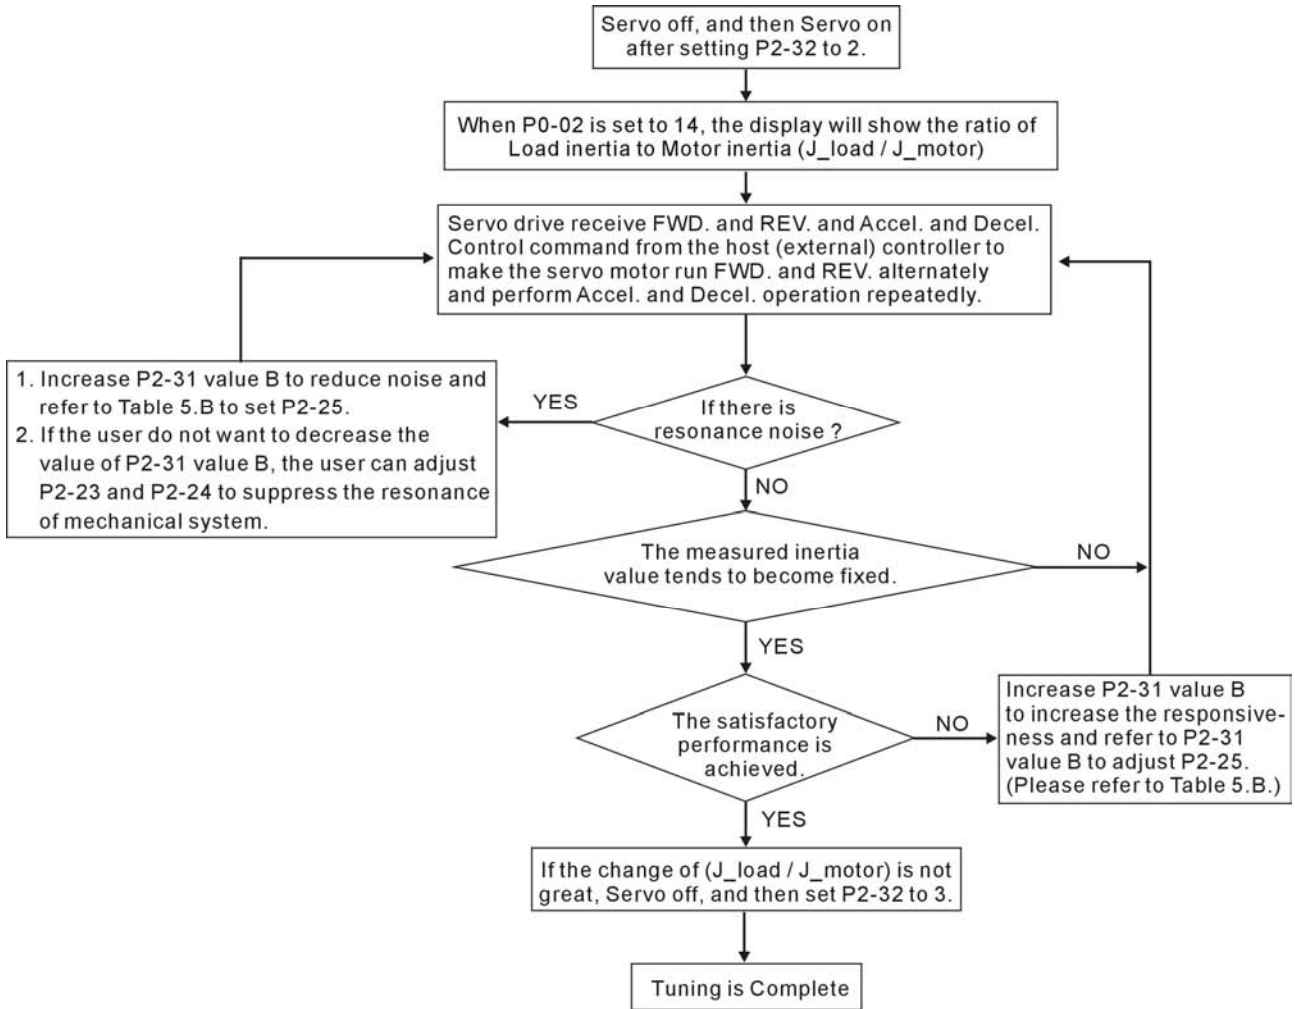 Servo off, and then Servo on
after setting P2-32 to 2.
When P0-02 is set to 14, the display will show the ratio of
Load inertia to Motor inertia (J_load / J_motor)
Servo drive receive FWD. and REV. and Accel. and Decel.
Control command from the host (external) controller to
make the servo motor run FWD. and REV. alternately
and perform Accel. and Decel. operation repeatedly.
1. Increase P2-31 value B to reduce noise and
refer to Table 5.B to set P2-25.
2. If the user do not want to decrease the
value of P2-31 value B, the user can adjust
P2-23 and P2-24 to suppress the resonance
of mechanical system.
YES
If there is
resonance noise ?
NO
The measured inertia
value tends to become fixed.
NO
YES
The satisfactory
performance is
achieved.
NO
Increase P2-31 value B
to increase the responsive-
ness and refer to P2-31
value B to adjust P2-25.
(Please refer to Table 5.B.)
YES
If the change of (J_load / J_motor) is not
great, Servo off, and then set P2-32 to 3.
Tuning is Complete